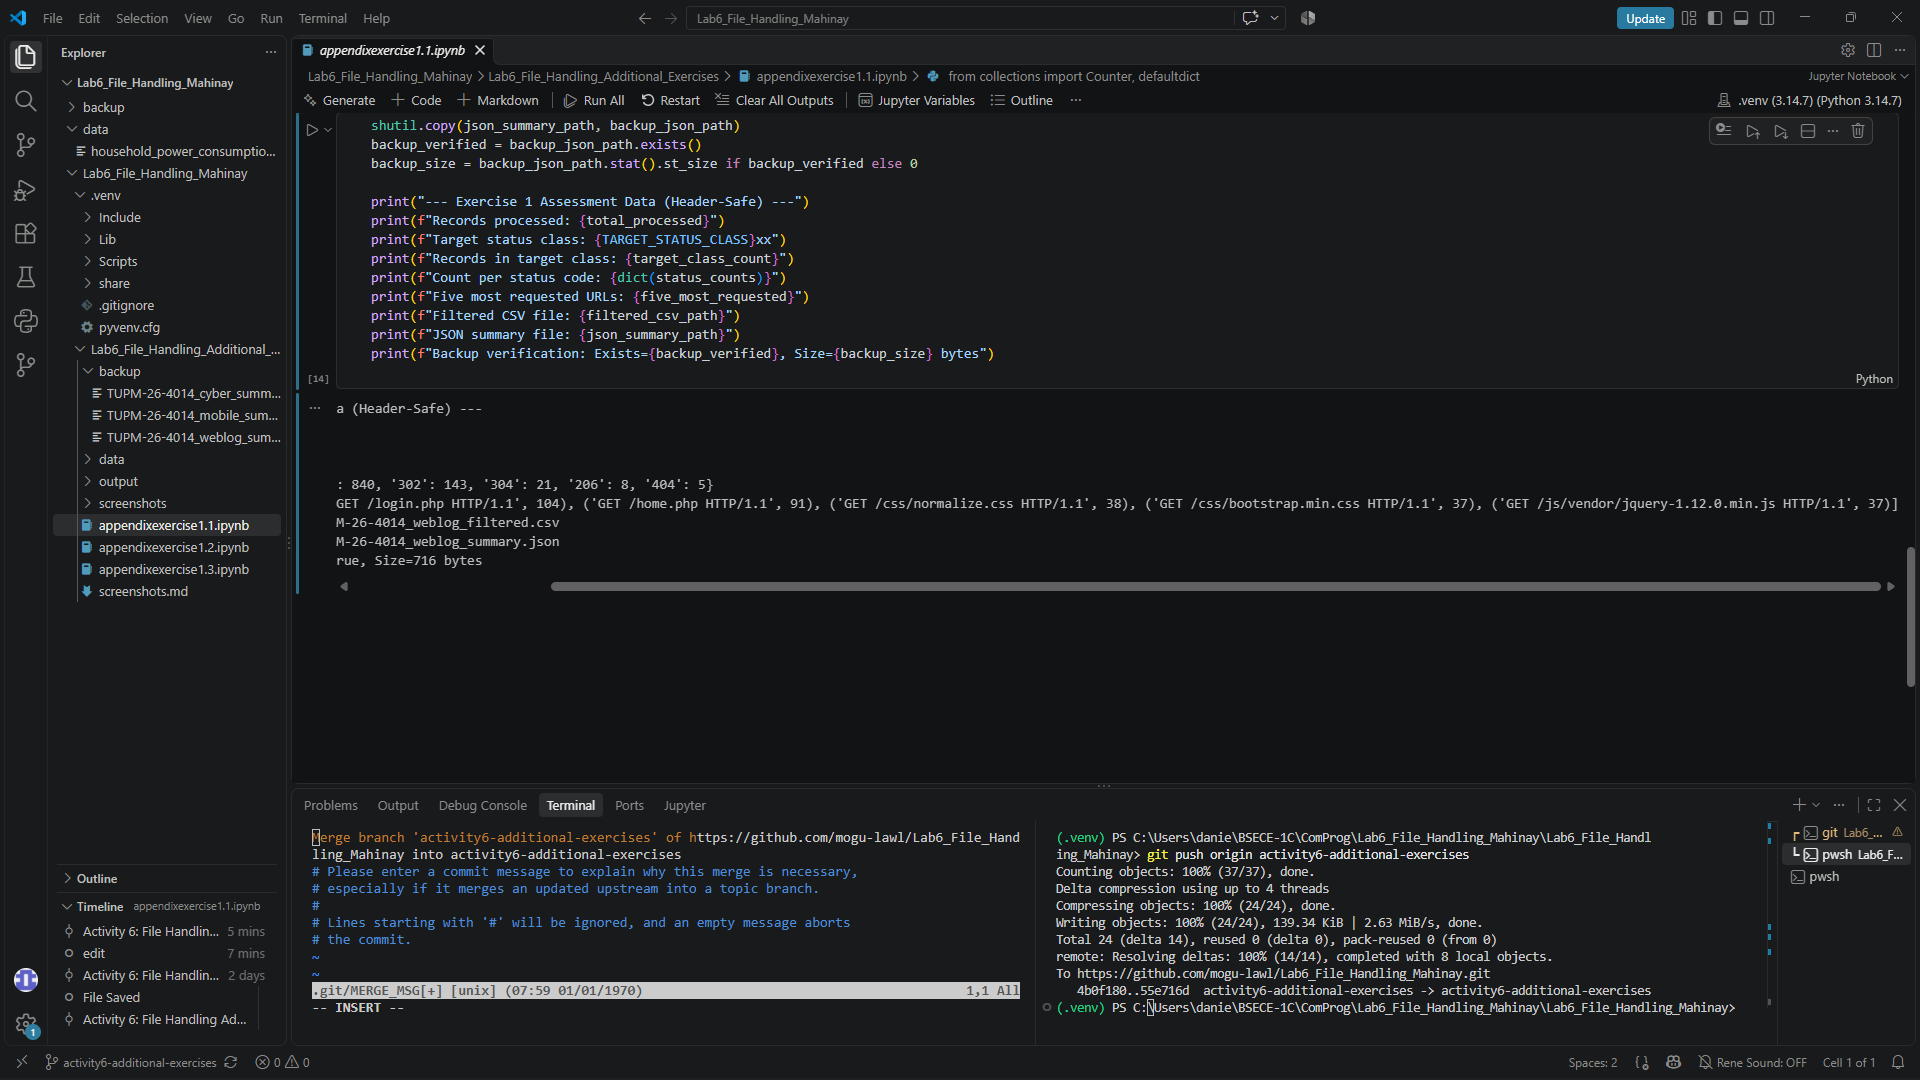 File Edit Selection View Go Run Terminal Help
Lab6_File_Handling_Mahinay
Update
Explorer
Lab6_File_Handling_Mahinay
backup
data
household_power_consumptio...
Lab6_File_Handling_Mahinay
.venv
Include
Lib
Scripts
share
.gitignore
pyvenv.cfg
Lab6_File_Handling_Additional_...
backup
TUPM-26-4014_cyber_summ...
TUPM-26-4014_mobile_sum...
TUPM-26-4014_weblog_sum...
data
output
screenshots
appendixexercise1.1.ipynb
appendixexercise1.2.ipynb
appendixexercise1.3.ipynb
screenshots.md
Outline
Timeline appendixexercise1.1.ipynb
Activity 6: File Handlin... 5 mins
edit 7 mins
Activity 6: File Handlin... 2 days
File Saved
Activity 6: File Handling Ad...
appendixexercise1.1.ipynb
Lab6_File_Handling_Mahinay > Lab6_File_Handling_Additional_Exercises > appendixexercise1.1.ipynb > from collections import Counter, defaultdict
Jupyter Notebook
Generate + Code + Markdown Run All Restart Clear All Outputs Jupyter Variables Outline ...
.venv (3.14.7) (Python 3.14.7)
shutil.copy(json_summary_path, backup_json_path)
backup_verified = backup_json_path.exists()
backup_size = backup_json_path.stat().st_size if backup_verified else 0
print("--- Exercise 1 Assessment Data (Header-Safe) ---")
print(f"Records processed: {total_processed}")
print(f"Target status class: {TARGET_STATUS_CLASS}xx")
print(f"Records in target class: {target_class_count}")
print(f"Count per status code: {dict(status_counts)}")
print(f"Five most requested URLs: {five_most_requested}")
print(f"Filtered CSV file: {filtered_csv_path}")
print(f"JSON summary file: {json_summary_path}")
print(f"Backup verification: Exists={backup_verified}, Size={backup_size} bytes")
[14]
Python
a (Header-Safe) ---
: 840, '302': 143, '304': 21, '206': 8, '404': 5}
GET /login.php HTTP/1.1', 104), ('GET /home.php HTTP/1.1', 91), ('GET /css/normalize.css HTTP/1.1', 38), ('GET /css/bootstrap.min.css HTTP/1.1', 37), ('GET /js/vendor/jquery-1.12.0.min.js HTTP/1.1', 37)]
M-26-4014_weblog_filtered.csv
M-26-4014_weblog_summary.json
rue, Size=716 bytes
Problems Output Debug Console Terminal Ports Jupyter
Merge branch 'activity6-additional-exercises' of https://github.com/mogu-lawl/Lab6_File_Hand
ling_Mahinay into activity6-additional-exercises
# Please enter a commit message to explain why this merge is necessary,
# especially if it merges an updated upstream into a topic branch.
#
# Lines starting with '#' will be ignored, and an empty message aborts
# the commit.
~
~
.git/MERGE_MSG[+] [unix] (07:59 01/01/1970) 1,1 All
-- INSERT --
(.venv) PS C:\Users\danie\BSECE-1C\ComProg\Lab6_File_Handling_Mahinay\Lab6_File_Handl
ing_Mahinay> git push origin activity6-additional-exercises
Counting objects: 100% (37/37), done.
Delta compression using up to 4 threads
Compressing objects: 100% (24/24), done.
Writing objects: 100% (24/24), 139.34 KiB | 2.63 MiB/s, done.
Total 24 (delta 14), reused 0 (delta 0), pack-reused 0 (from 0)
remote: Resolving deltas: 100% (14/14), completed with 8 local objects.
To https://github.com/mogu-lawl/Lab6_File_Handling_Mahinay.git
4b0f180..55e716d activity6-additional-exercises -> activity6-additional-exercises
(.venv) PS C:\Users\danie\BSECE-1C\ComProg\Lab6_File_Handling_Mahinay\Lab6_File_Handling_Mahinay>
git Lab6_...
pwsh Lab6_F...
pwsh
1
activity6-additional-exercises 0 0
Spaces: 2 Rene Sound: OFF Cell 1 of 1